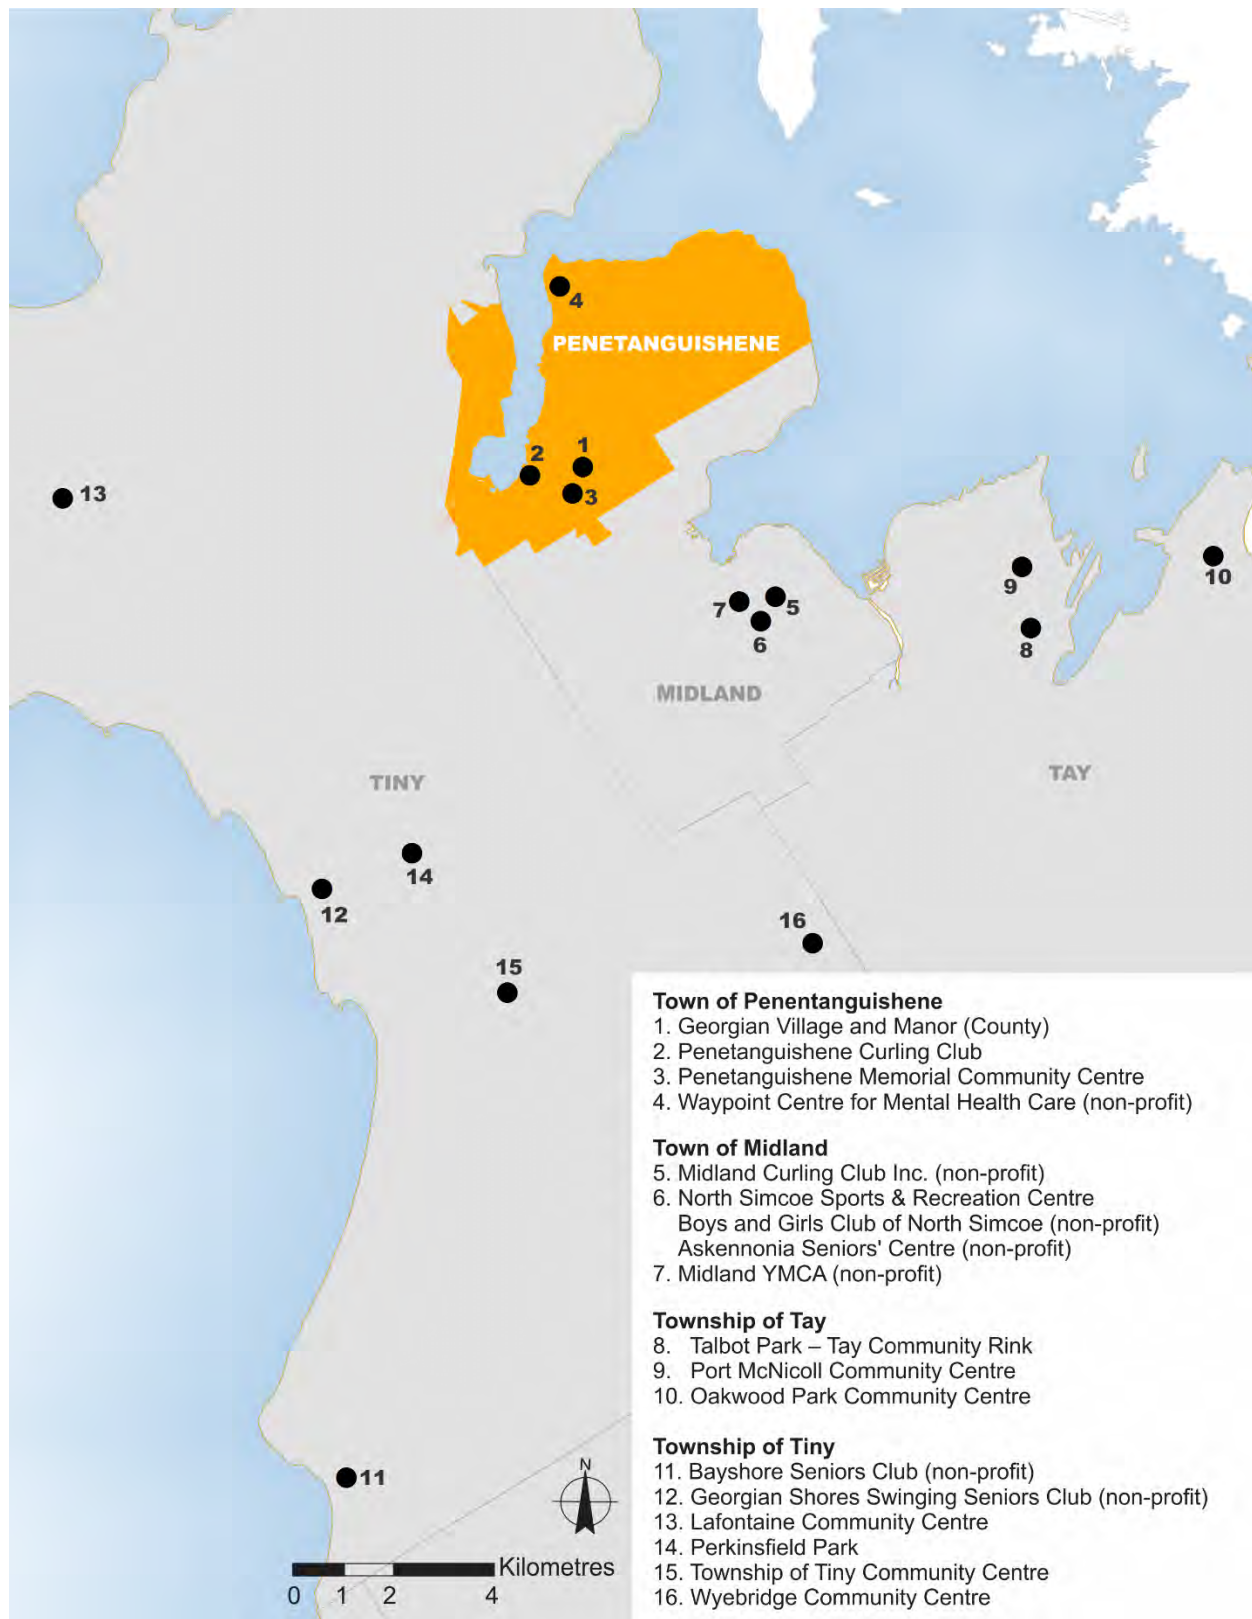 4
PENETANGUISHENE
1
2
3
13
9
10
7
5
6
8
MIDLAND
TINY
TAY
14
12
16
15
11
N
Kilometres
0 1 2 4
Town of Penentanguishene
1. Georgian Village and Manor (County)
2. Penetanguishene Curling Club
3. Penetanguishene Memorial Community Centre
4. Waypoint Centre for Mental Health Care (non-profit)
Town of Midland
5. Midland Curling Club Inc. (non-profit)
6. North Simcoe Sports & Recreation Centre
Boys and Girls Club of North Simcoe (non-profit)
Askennonia Seniors' Centre (non-profit)
7. Midland YMCA (non-profit)
Township of Tay
8. Talbot Park – Tay Community Rink
9. Port McNicoll Community Centre
10. Oakwood Park Community Centre
Township of Tiny
11. Bayshore Seniors Club (non-profit)
12. Georgian Shores Swinging Seniors Club (non-profit)
13. Lafontaine Community Centre
14. Perkinsfield Park
15. Township of Tiny Community Centre
16. Wyebridge Community Centre